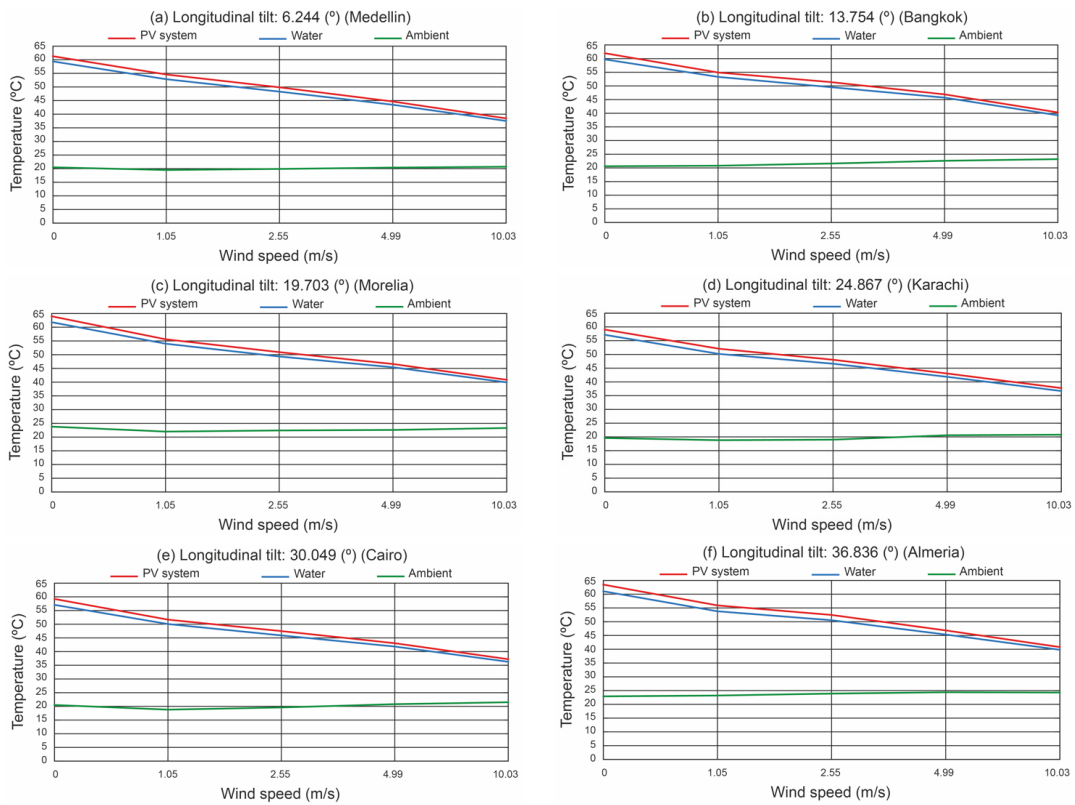 (a) Longitudinal tilt: 6.244 (º) (Medellin)
PV system Water Ambient
65
60
55
50
45
40
35
30
25
20
15
10
5
0
Temperature (ºC)
0 1.05 2.55 4.99 10.03
Wind speed (m/s)
(b) Longitudinal tilt: 13.754 (º) (Bangkok)
PV system Water Ambient
65
60
55
50
45
40
35
30
25
20
15
10
5
0
Temperature (ºC)
0 1.05 2.55 4.99 10.03
Wind speed (m/s)
(c) Longitudinal tilt: 19.703 (º) (Morelia)
PV system Water Ambient
65
60
55
50
45
40
35
30
25
20
15
10
5
0
Temperature (ºC)
0 1.05 2.55 4.99 10.03
Wind speed (m/s)
(d) Longitudinal tilt: 24.867 (º) (Karachi)
PV system Water Ambient
65
60
55
50
45
40
35
30
25
20
15
10
5
0
Temperature (ºC)
0 1.05 2.55 4.99 10.03
Wind speed (m/s)
(e) Longitudinal tilt: 30.049 (º) (Cairo)
PV system Water Ambient
65
60
55
50
45
40
35
30
25
20
15
10
5
0
Temperature (ºC)
0 1.05 2.55 4.99 10.03
Wind speed (m/s)
(f) Longitudinal tilt: 36.836 (º) (Almeria)
PV system Water Ambient
65
60
55
50
45
40
35
30
25
20
15
10
5
0
Temperature (ºC)
0 1.05 2.55 4.99 10.03
Wind speed (m/s)